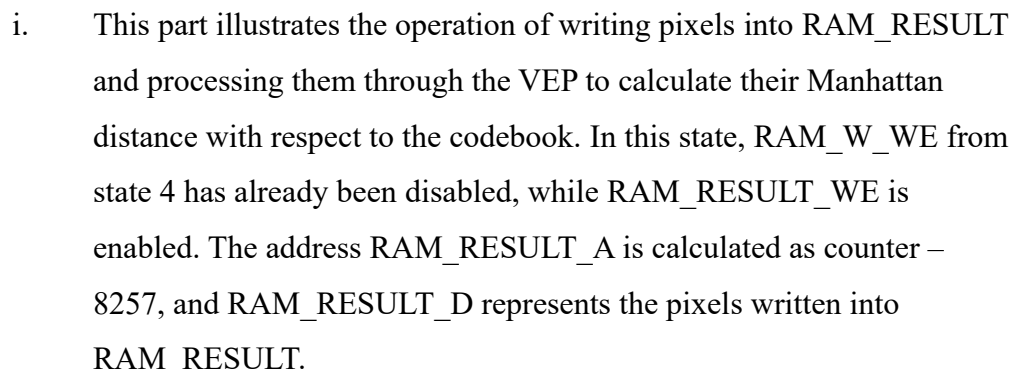 i. This part illustrates the operation of writing pixels into RAM_RESULT
and processing them through the VEP to calculate their Manhattan
distance with respect to the codebook. In this state, RAM_W_WE from
state 4 has already been disabled, while RAM_RESULT_WE is
enabled. The address RAM_RESULT_A is calculated as counter –
8257, and RAM_RESULT_D represents the pixels written into
RAM_RESULT.